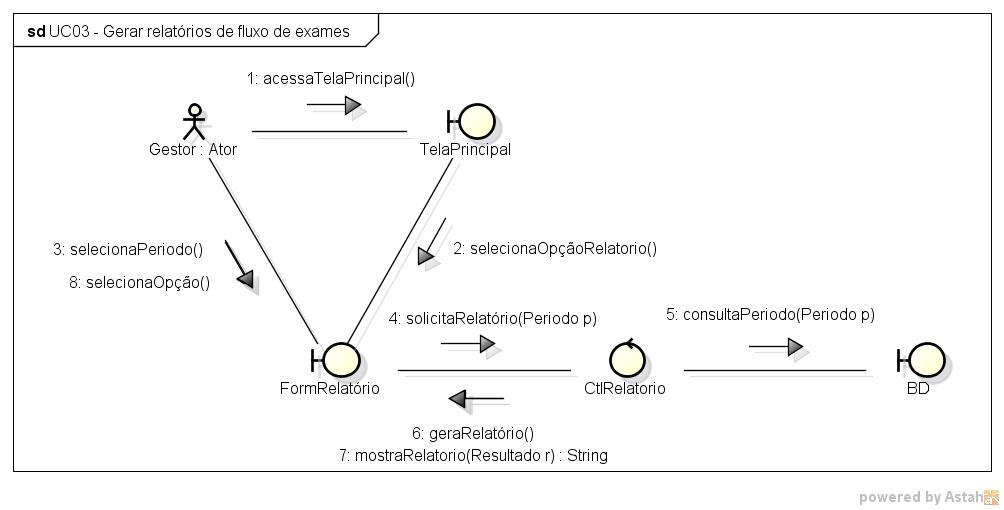 sd UC03 - Gerar relatórios de fluxo de exames
1: acessaTelaPrincipal()
Gestor : Ator
TelaPrincipal
3: selecionaPeriodo()
2: selecionaOpçãoRelatorio()
8: selecionaOpção()
4: solicitaRelatório(Periodo p)
5: consultaPeriodo(Periodo p)
FormRelatório
CtlRelatorio
BD
6: geraRelatório()
7: mostraRelatorio(Resultado r) : String
powered by Astah